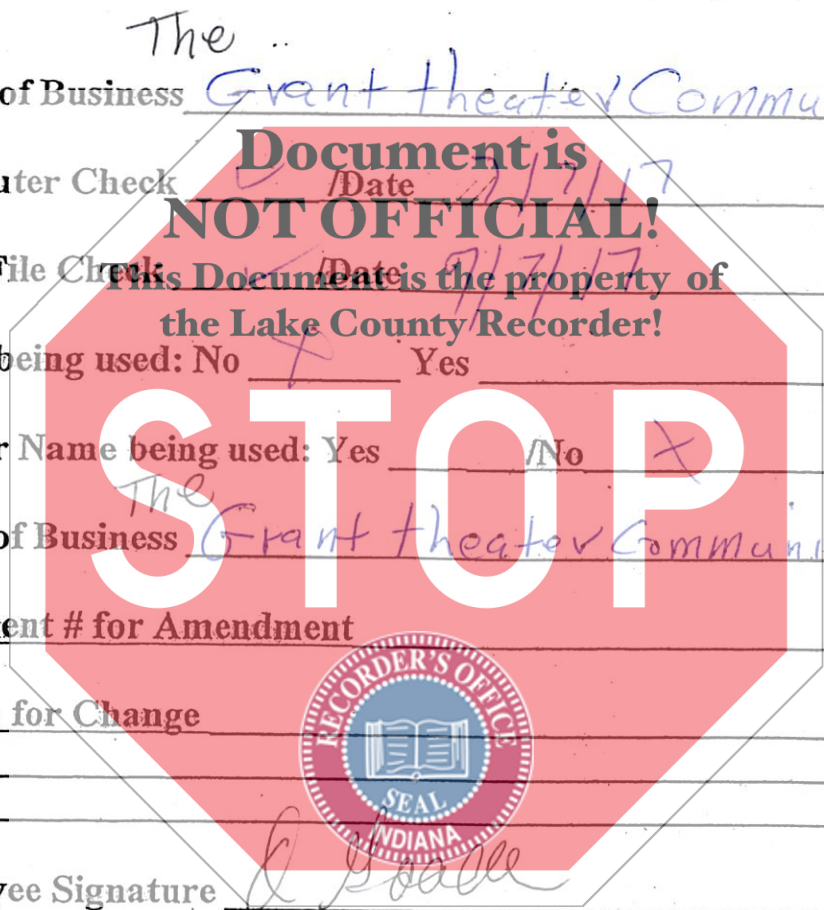 The
of Business Grant theater Commu
Document is
uter Check /Date 7/7/17
NOT OFFICIAL!
File Check /Date 7/7/17
This Document is the property of
the Lake County Recorder!
being used: No X Yes
STOP
r Name being used: Yes /No X
The
of Business Grant theater Communi
ent # for Amendment
RECORDER'S OFFICE
for Change
SEAL
INDIANA
yee Signature